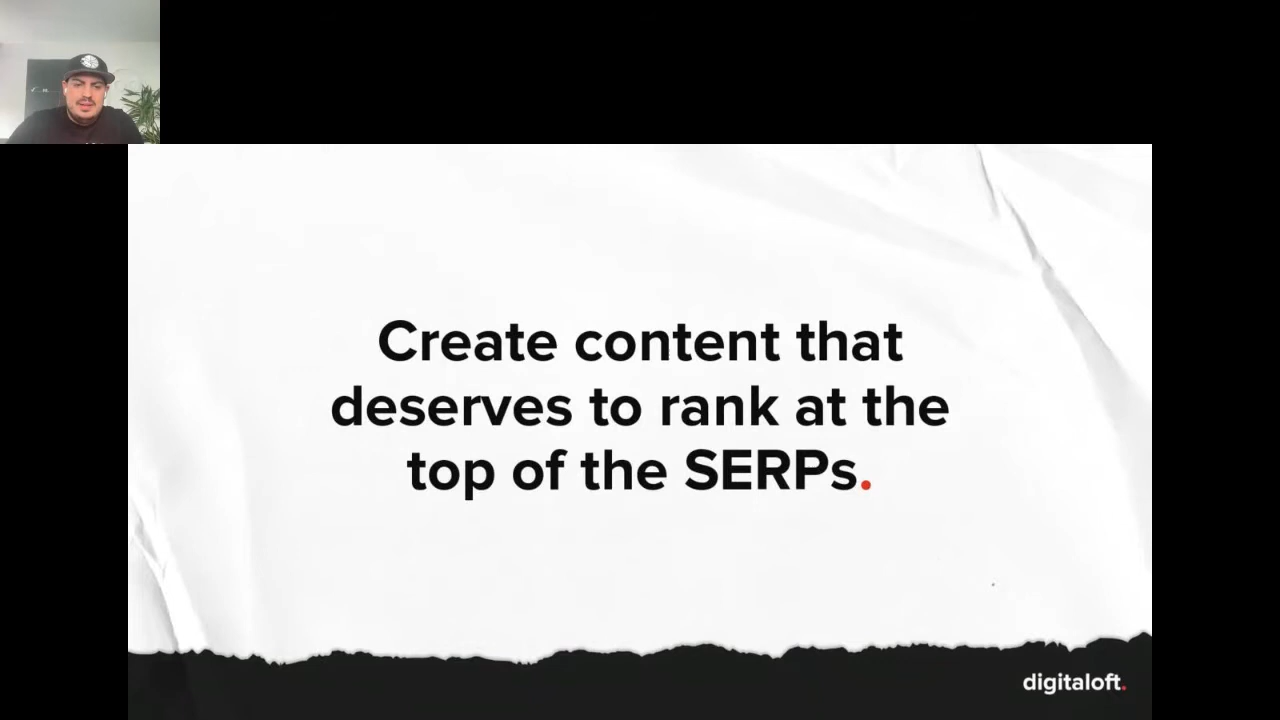 Create content that
deserves to rank at the
top of the SERPs.
digitaloft.